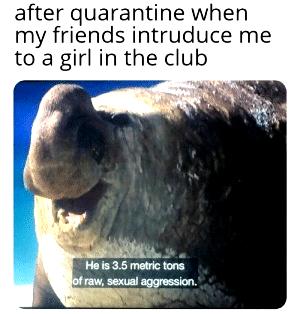 after quarantine when
my friends intruduce me
to a girl in the club
He is 3.5 metric tons
of raw, sexual aggression.